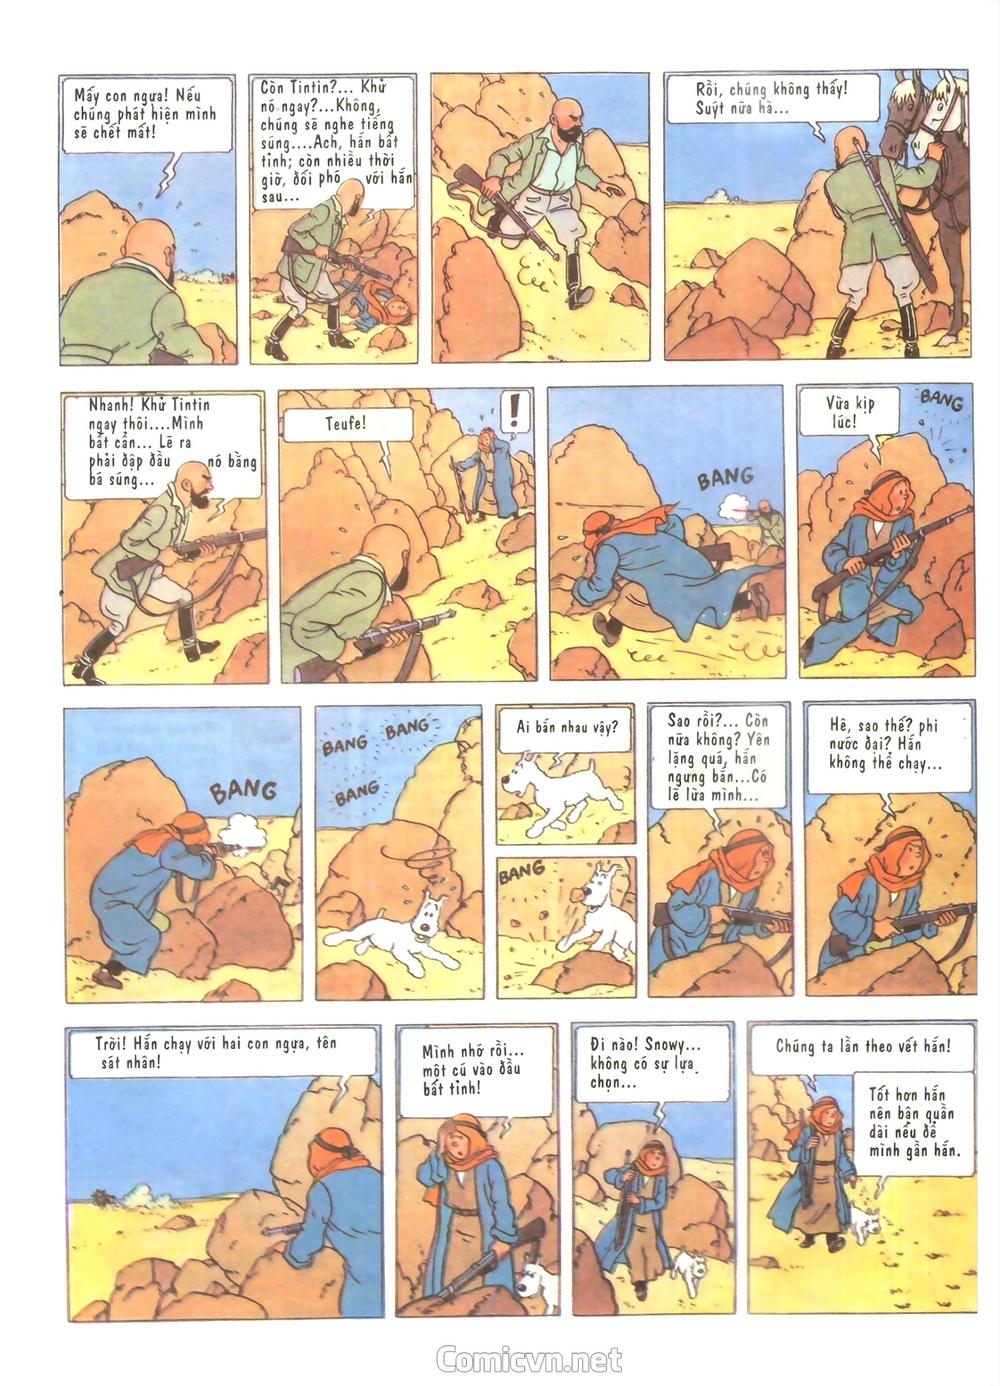 Mấy con ngựa! Nếu
chúng phát hiện mình
sẽ chết mất!
Còn Tintin?... Khử
nó ngay?...Không,
chúng sẽ nghe tiếng
súng....Ach, hắn bất
tỉnh; còn nhiều thời
giờ, đối phó với hắn
sau...
Rồi, chúng không thấy!
Suýt nữa hà...
Nhanh! Khử Tintin
ngay thôi....Mình
bất cẩn... Lẽ ra
phải đập đầu nó bằng
bá súng...
Teufe!
!
BANG
Vừa kịp
lúc!
BANG
BANG
BANG BANG
BANG
Ai bắn nhau vậy?
BANG
Sao rồi?... Còn
nữa không? Yên
lặng quá, hắn
ngưng bắn...Có
lẽ lừa mình...
Hê, sao thế? phi
nước đại? Hắn
không thể chạy...
Trời! Hắn chạy với hai con ngựa, tên
sát nhân!
Mình nhớ rồi...
một cú vào đầu
bất tỉnh!
Đi nào! Snowy...
không có sự lựa
chọn...
Chúng ta lần theo vết hắn!
Tốt hơn hắn
nên bận quần
dài nếu để
mình gần hắn.
Comicvn.net